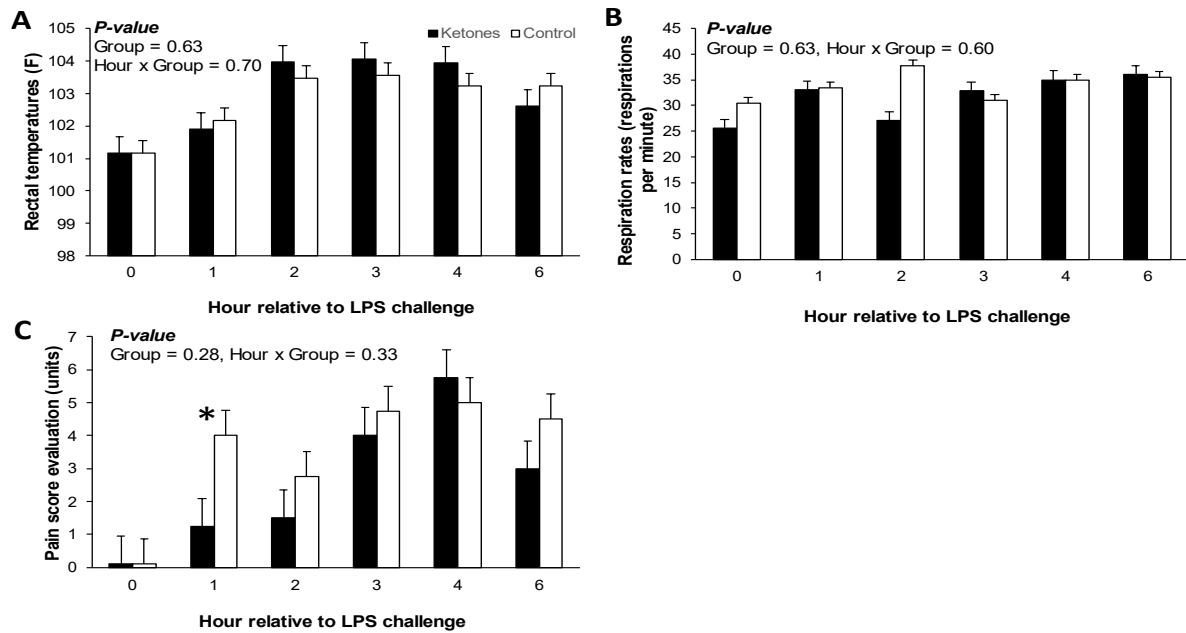 A
P-value
Group = 0.63
Hour x Group = 0.70
Ketones Control
Rectal temperatures (F)
105
104
103
102
101
100
99
98
0 1 2 3 4 6
Hour relative to LPS challenge
B
P-value
Group = 0.63, Hour x Group = 0.60
Respiration rates (respirations
per minute)
45
40
35
30
25
20
15
10
5
0
0 1 2 3 4 6
Hour relative to LPS challenge
C
P-value
Group = 0.28, Hour x Group = 0.33
Pain score evaluation (units)
7
6
5
4
3
2
1
0
*
0 1 2 3 4 6
Hour relative to LPS challenge